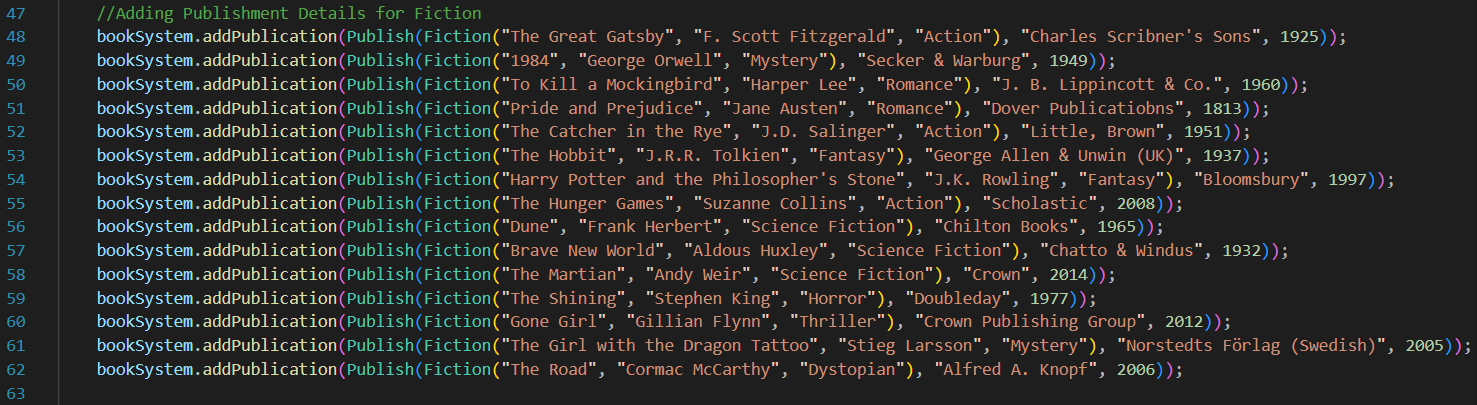 47 //Adding Publishment Details for Fiction
48 bookSystem.addPublication(Publish(Fiction("The Great Gatsby", "F. Scott Fitzgerald", "Action"), "Charles Scribner's Sons", 1925));
49 bookSystem.addPublication(Publish(Fiction("1984", "George Orwell", "Mystery"), "Secker & Warburg", 1949));
50 bookSystem.addPublication(Publish(Fiction("To Kill a Mockingbird", "Harper Lee", "Romance"), "J. B. Lippincott & Co.", 1960));
51 bookSystem.addPublication(Publish(Fiction("Pride and Prejudice", "Jane Austen", "Romance"), "Dover Publicatiobns", 1813));
52 bookSystem.addPublication(Publish(Fiction("The Catcher in the Rye", "J.D. Salinger", "Action"), "Little, Brown", 1951));
53 bookSystem.addPublication(Publish(Fiction("The Hobbit", "J.R.R. Tolkien", "Fantasy"), "George Allen & Unwin (UK)", 1937));
54 bookSystem.addPublication(Publish(Fiction("Harry Potter and the Philosopher's Stone", "J.K. Rowling", "Fantasy"), "Bloomsbury", 1997));
55 bookSystem.addPublication(Publish(Fiction("The Hunger Games", "Suzanne Collins", "Action"), "Scholastic", 2008));
56 bookSystem.addPublication(Publish(Fiction("Dune", "Frank Herbert", "Science Fiction"), "Chilton Books", 1965));
57 bookSystem.addPublication(Publish(Fiction("Brave New World", "Aldous Huxley", "Science Fiction"), "Chatto & Windus", 1932));
58 bookSystem.addPublication(Publish(Fiction("The Martian", "Andy Weir", "Science Fiction"), "Crown", 2014));
59 bookSystem.addPublication(Publish(Fiction("The Shining", "Stephen King", "Horror"), "Doubleday", 1977));
60 bookSystem.addPublication(Publish(Fiction("Gone Girl", "Gillian Flynn", "Thriller"), "Crown Publishing Group", 2012));
61 bookSystem.addPublication(Publish(Fiction("The Girl with the Dragon Tattoo", "Stieg Larsson", "Mystery"), "Norstedts Förlag (Swedish)", 2005));
62 bookSystem.addPublication(Publish(Fiction("The Road", "Cormac McCarthy", "Dystopian"), "Alfred A. Knopf", 2006));
63